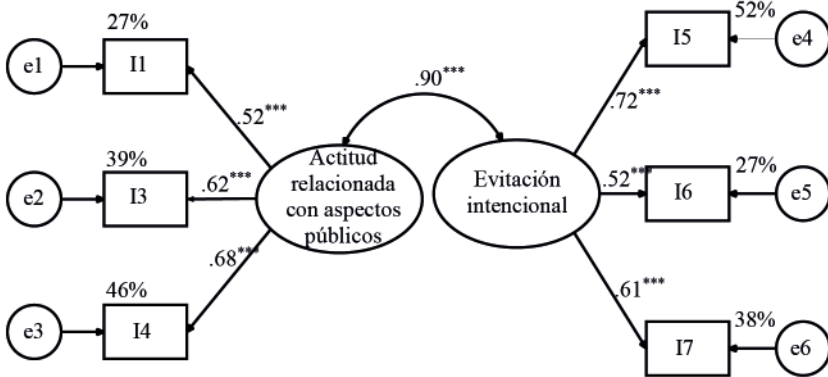 27%
e1
I1
.52***
39%
e2
I3
.62***
46%
e3
I4
.68***
Actitud
relacionada
con aspectos
públicos
.90***
Evitación
intencional
.72***
I5
52%
e4
.52***
I6
27%
e5
.61***
I7
38%
e6